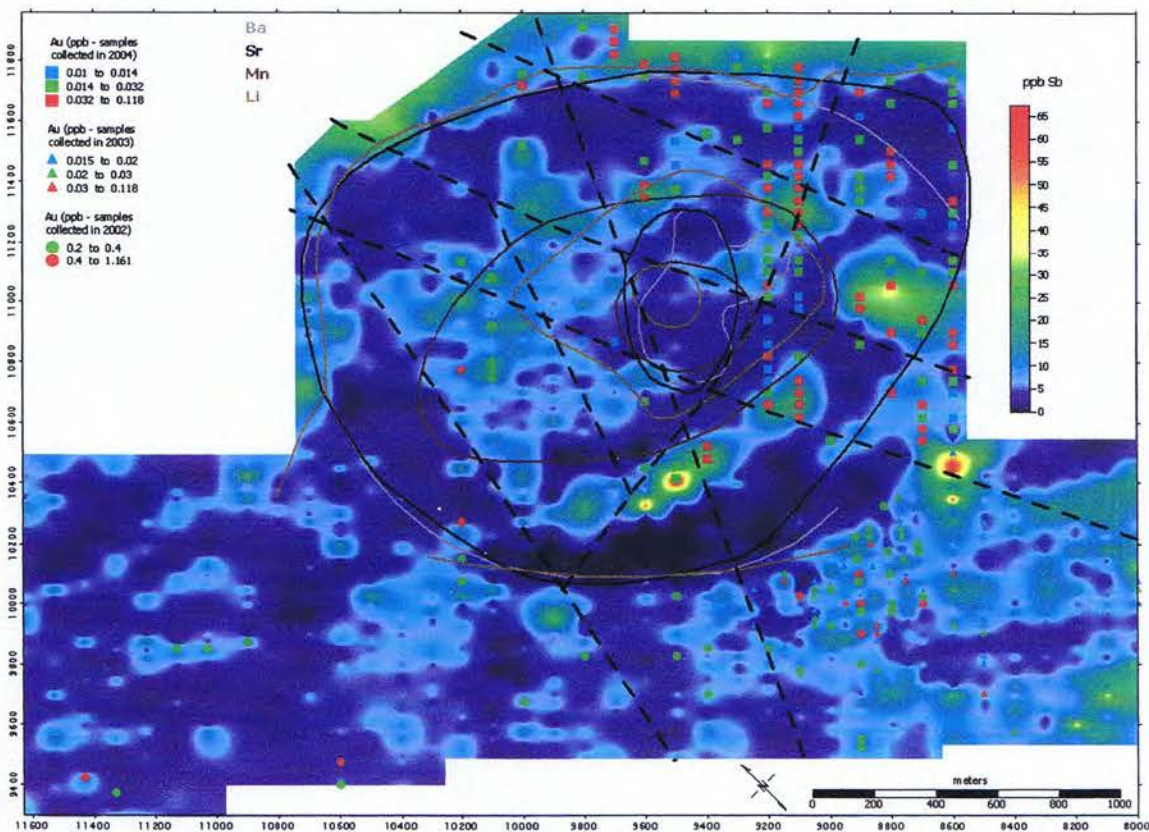 Au (ppb - samples
collected in 2004)
0.01 to 0.014
0.014 to 0.032
0.032 to 0.118
Au (ppb - samples
collected in 2003)
0.015 to 0.02
0.02 to 0.03
0.03 to 0.118
Au (ppb - samples
collected in 2002)
0.2 to 0.4
0.4 to 1.161
Ba
Sr
Mn
Li
ppb Sb
65
60
55
50
45
40
35
30
25
20
15
10
5
0
11800
11600
11400
11200
11000
10800
10600
10400
10200
10000
9800
9600
9400
N
meters
0 200 400 600 800 1000
11600 11400 11200 11000 10800 10600 10400 10200 10000 9800 9600 9400 9200 9000 8800 8600 8400 8200 8000